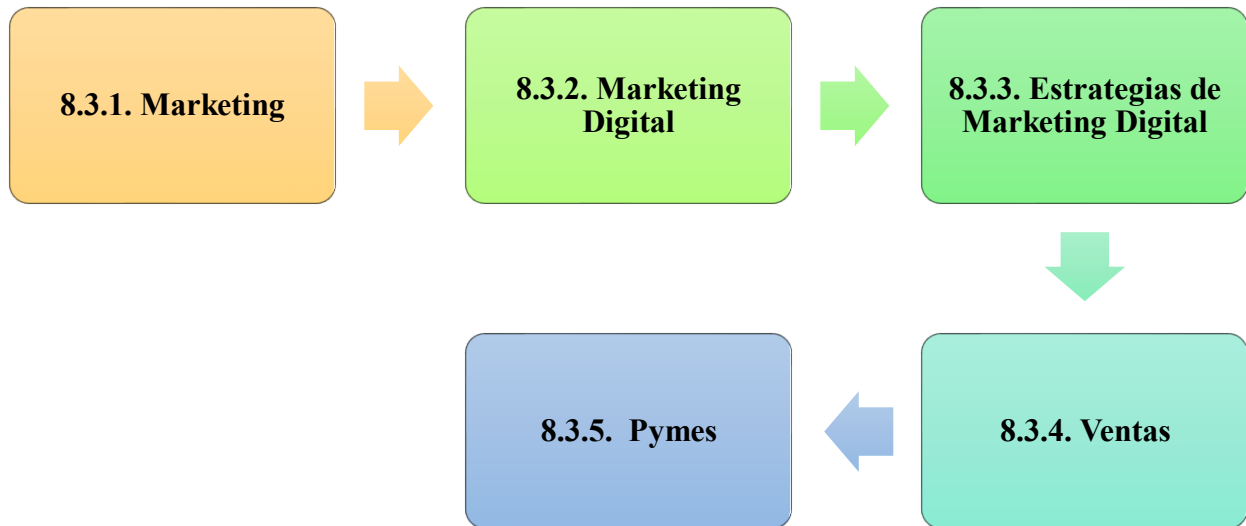 8.3.1. Marketing
8.3.2. Marketing
Digital
8.3.3. Estrategias de
Marketing Digital
8.3.4. Ventas
8.3.5. Pymes